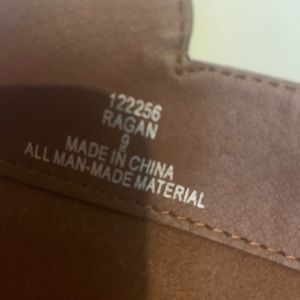 122256
RAGAN
9
MADE IN CHINA
ALL MAN-MADE MATERIAL